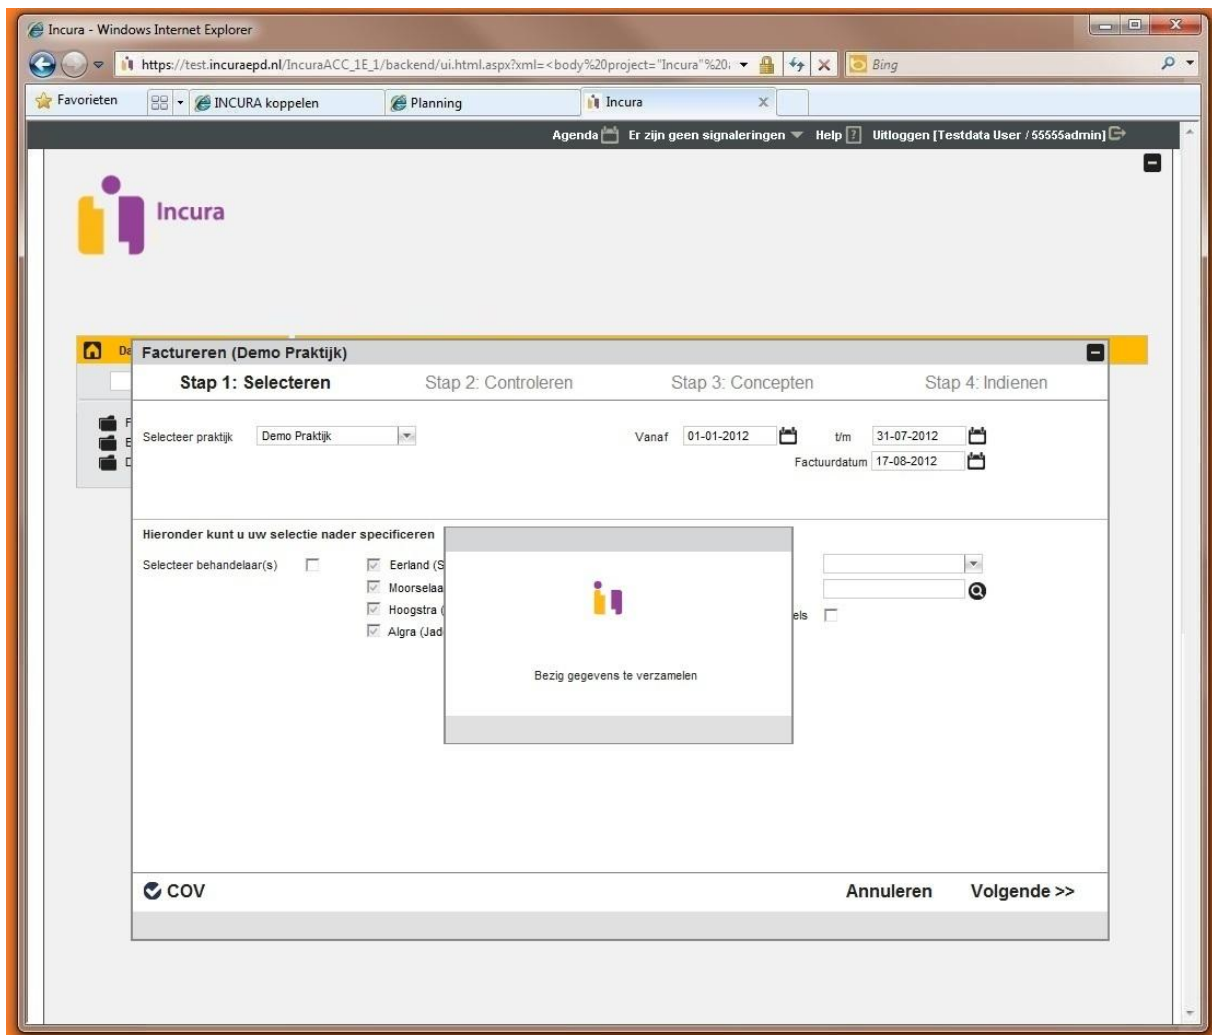 Incura - Windows Internet Explorer
https://test.incuraepd.nl/IncuraACC_1E_1/backend/ui.html.aspx?xml=<body%20project="Incura"%20
Bing
Favorieten
INCURA koppelen
Planning
Incura
X
Agenda
Er zijn geen signaleringen
Help ?
Uitloggen [Testdata User / 55555admin]
Incura
Da
Factureren (Demo Praktijk)
Stap 1: Selecteren
Stap 2: Controleren
Stap 3: Concepten
Stap 4: Indienen
F
E
D
Selecteer praktijk
Demo Praktijk
Vanaf
01-01-2012
t/m
31-07-2012
Factuurdatum
17-08-2012
Hieronder kunt u uw selectie nader specificeren
Selecteer behandelaar(s)
Eerland (S
Moorselaa
Hoogstra (
Algra (Jad
els
Bezig gegevens te verzamelen
COV
Annuleren
Volgende >>